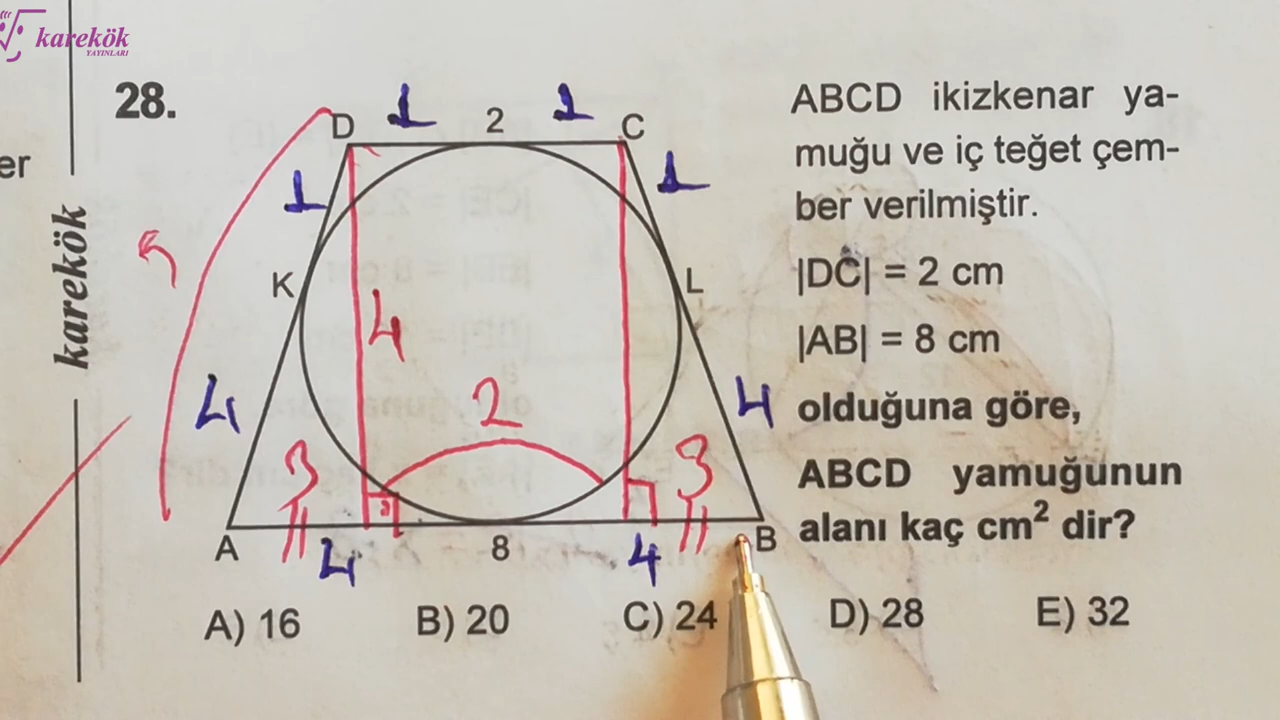 karekök
YAYINLARI
er
karekök
28.
D 1 2 1 C
1 1
K L
4
4 4
2
3 3
A 4 8 4 B
ABCD ikizkenar ya-
muğu ve iç teğet çem-
ber verilmiştir.
|DC| = 2 cm
|AB| = 8 cm
olduğuna göre,
ABCD yamuğunun
alanı kaç cm² dir?
A) 16 B) 20 C) 24 D) 28 E) 32